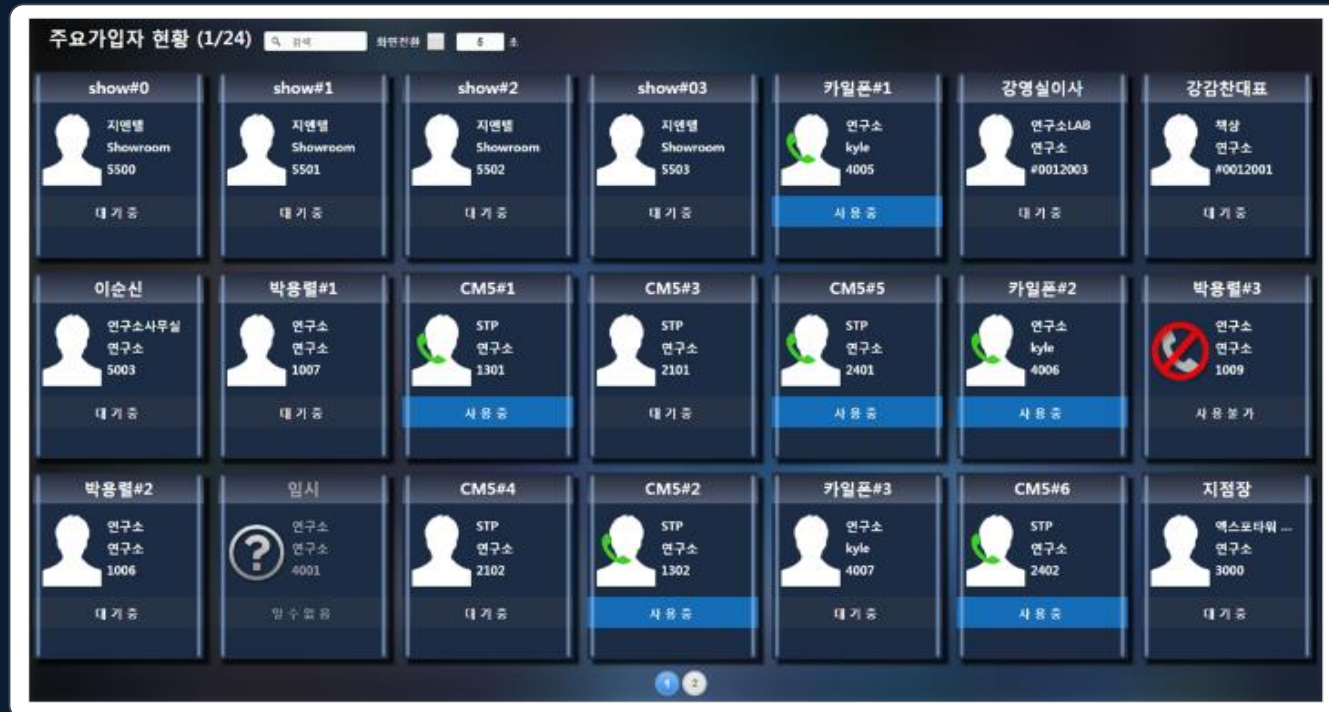 주요가입자 현황 (1/24) 검색 화면전환 5 초
show#0
지엔텔
Showroom
5500
대기중
show#1
지엔텔
Showroom
5501
대기중
show#2
지엔텔
Showroom
5502
대기중
show#03
지엔텔
Showroom
5503
대기중
카일폰#1
연구소
kyle
4005
사용중
강영실이사
연구소LAB
연구소
#0012003
대기중
강감찬대표
책상
연구소
#0012001
대기중
이순신
연구소사무실
연구소
5003
대기중
박용렬#1
연구소
연구소
1007
대기중
CM5#1
STP
연구소
1301
사용중
CM5#3
STP
연구소
2101
대기중
CM5#5
STP
연구소
2401
사용중
카일폰#2
연구소
kyle
4006
사용중
박용렬#3
연구소
연구소
1009
사용불가
박용렬#2
연구소
연구소
1006
대기중
임시
연구소
연구소
4001
알수없음
CM5#4
STP
연구소
2102
대기중
CM5#2
STP
연구소
1302
사용중
카일폰#3
연구소
kyle
4007
대기중
CM5#6
STP
연구소
2402
사용중
지점장
엑스포타워 ...
연구소
3000
대기중
1 2